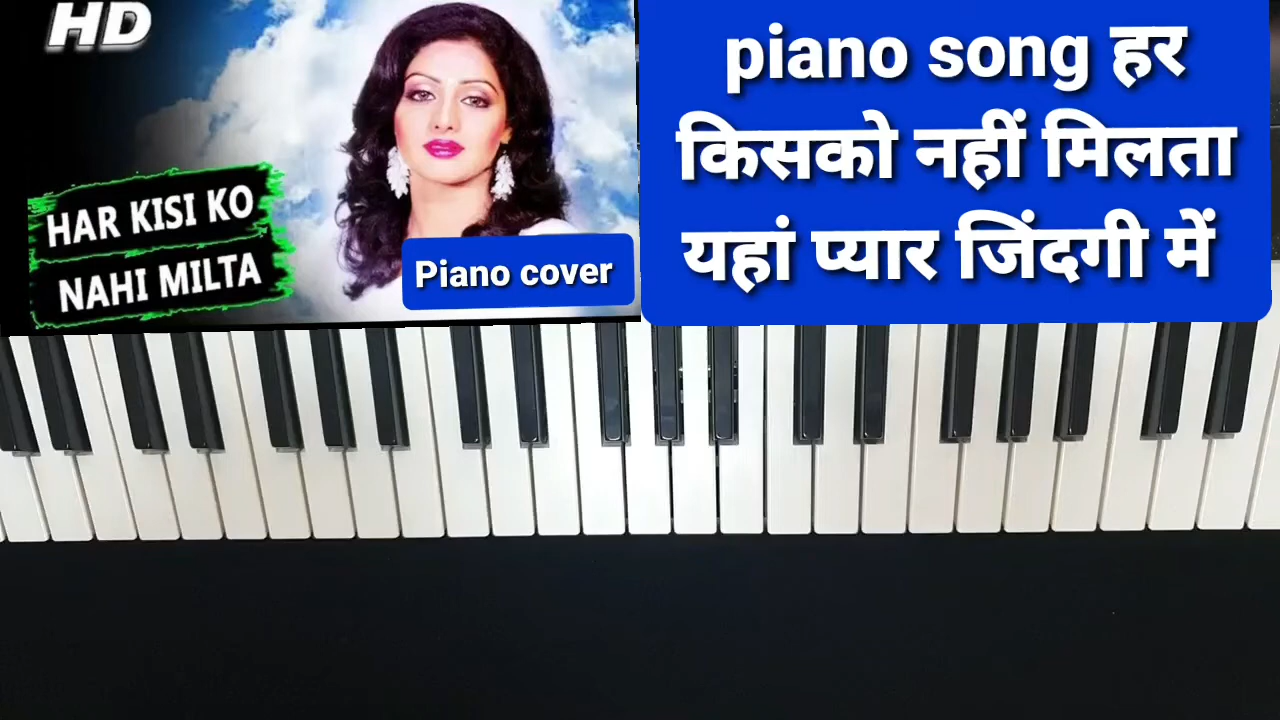 HD
HAR KISI KO
NAHI MILTA
Piano cover
piano song हर
किसको नहीं मिलता
यहां प्यार जिंदगी में